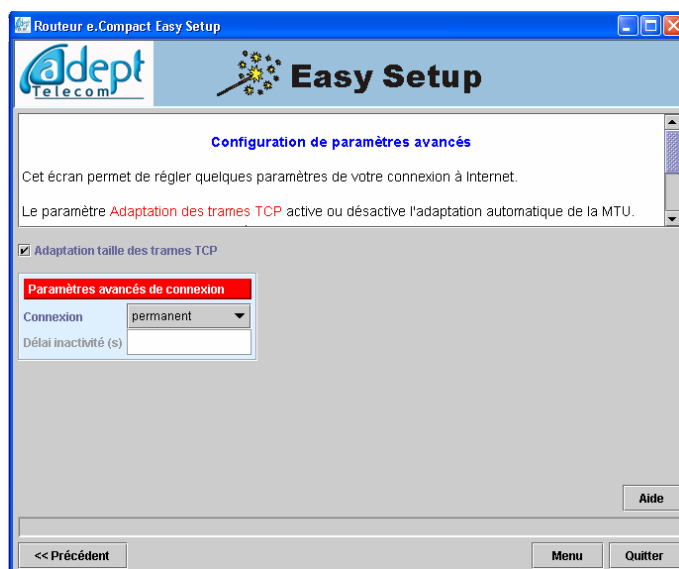 Routeur e.Compact Easy Setup
adept
Telecom
Easy Setup
Configuration de paramètres avancés
Cet écran permet de régler quelques paramètres de votre connexion à Internet.
Le paramètre Adaptation des trames TCP active ou désactive l'adaptation automatique de la MTU.
Adaptation taille des trames TCP
Paramètres avancés de connexion
Connexion permanent
Délai inactivité (s)
Aide
<< Précédent Menu Quitter